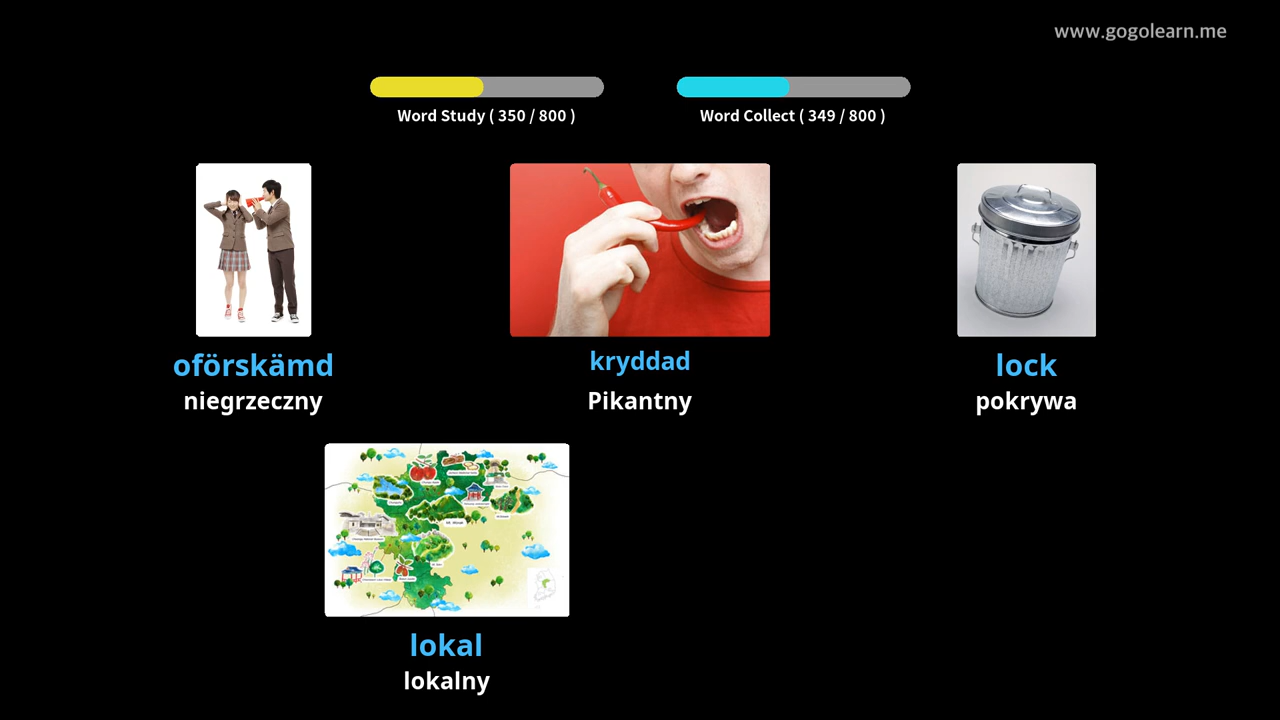 www.gogolearn.me
Word Study ( 350 / 800 )
Word Collect ( 349 / 800 )
oförskämd
niegrzeczny
kryddad
Pikantny
lock
pokrywa
lokal
lokalny